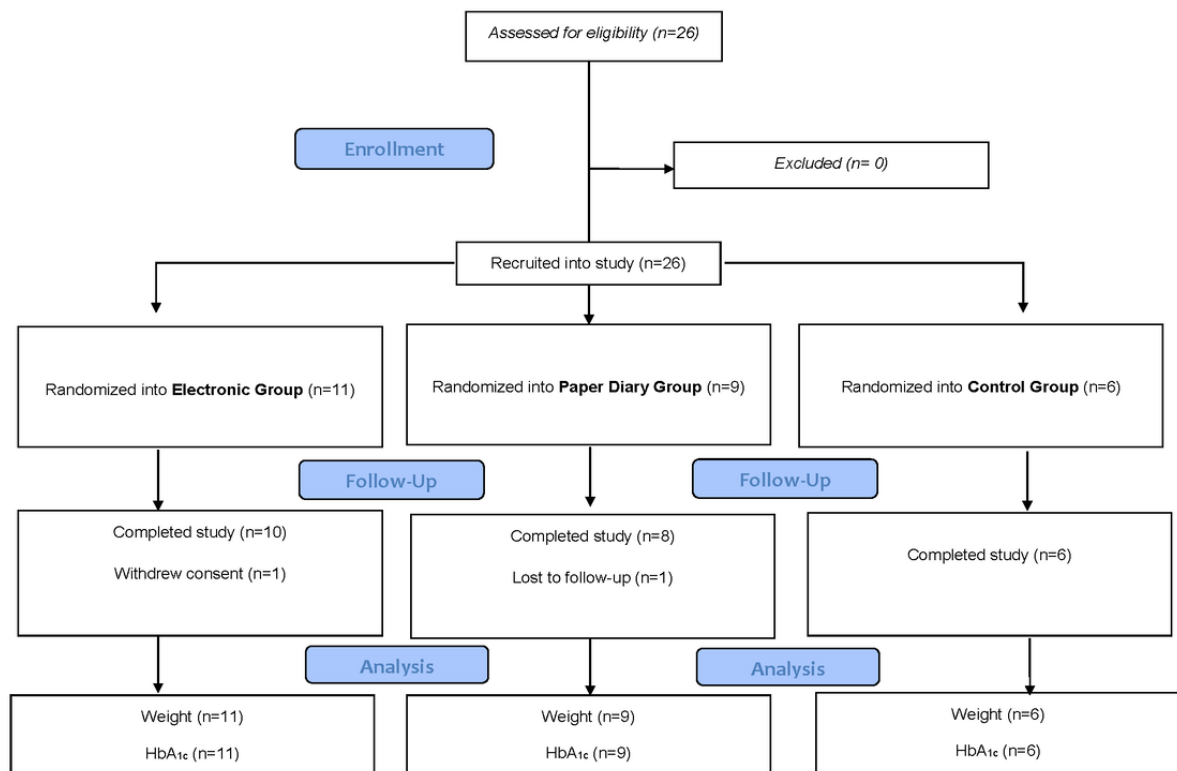 Assessed for eligibility (n=26)
Enrollment
Excluded (n= 0)
Recruited into study (n=26)
Randomized into Electronic Group (n=11)
Randomized into Paper Diary Group (n=9)
Randomized into Control Group (n=6)
Follow-Up
Follow-Up
Completed study (n=10)
Withdrew consent (n=1)
Completed study (n=8)
Lost to follow-up (n=1)
Completed study (n=6)
Analysis
Analysis
Weight (n=11)
HbA1c (n=11)
Weight (n=9)
HbA1c (n=9)
Weight (n=6)
HbA1c (n=6)